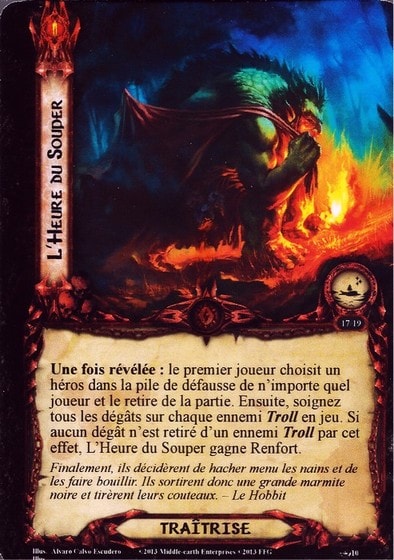 L'Heure du Souper
17/19
Une fois révélée : le premier joueur choisit un
héros dans la pile de défausse de n'importe quel
joueur et le retire de la partie. Ensuite, soignez
tous les dégâts sur chaque ennemi Troll en jeu. Si
aucun dégât n'est retiré d'un ennemi Troll par cet
effet, L'Heure du Souper gagne Renfort.
Finalement, ils décidèrent de hacher menu les nains et de
les faire bouillir. Ils sortirent donc une grande marmite
noire et tirèrent leurs couteaux. – Le Hobbit
TRAÎTRISE
Illus. Alvaro Calvo Escudero •2013 Middle-earth Enterprises •2013 FFG